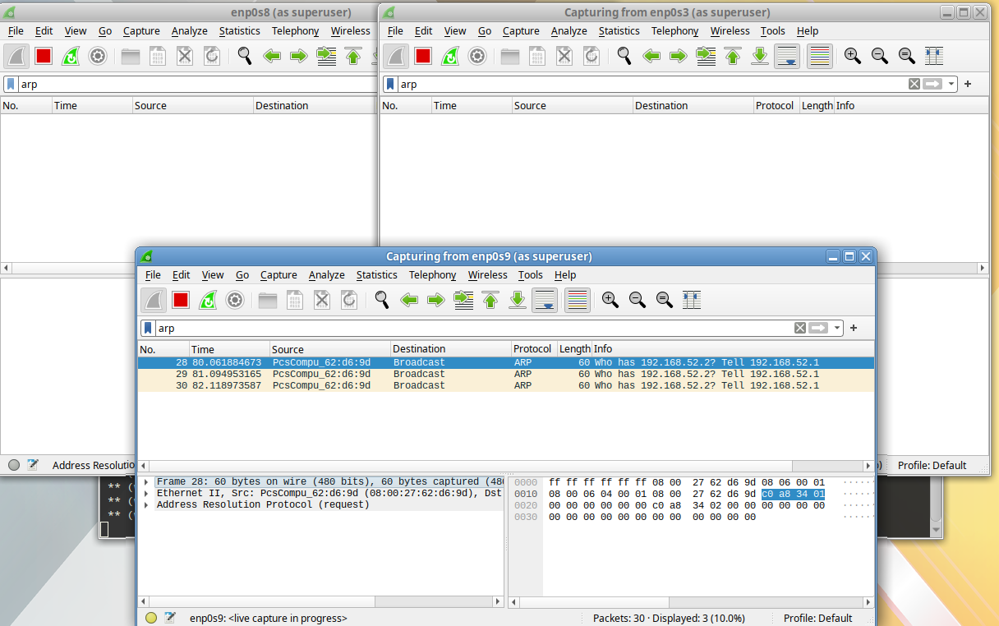 enp0s8 (as superuser)
File Edit View Go Capture Analyze Statistics Telephony Wireless
arp
No. Time Source Destination
Address Resolutio
Capturing from enp0s3 (as superuser)
File Edit View Go Capture Analyze Statistics Telephony Wireless Tools Help
arp
No. Time Source Destination Protocol Length Info
Profile: Default
Capturing from enp0s9 (as superuser)
File Edit View Go Capture Analyze Statistics Telephony Wireless Tools Help
arp
No. Time Source Destination Protocol Length Info
28 80.061884673 PcsCompu_62:d6:9d Broadcast ARP 60 Who has 192.168.52.2? Tell 192.168.52.1
29 81.094953165 PcsCompu_62:d6:9d Broadcast ARP 60 Who has 192.168.52.2? Tell 192.168.52.1
30 82.118973587 PcsCompu_62:d6:9d Broadcast ARP 60 Who has 192.168.52.2? Tell 192.168.52.1
Frame 28: 60 bytes on wire (480 bits), 60 bytes captured (48
Ethernet II, Src: PcsCompu_62:d6:9d (08:00:27:62:d6:9d), Dst
Address Resolution Protocol (request)
0000 ff ff ff ff ff ff 08 00 27 62 d6 9d 08 06 00 01 ······
0010 08 00 06 04 00 01 08 00 27 62 d6 9d c0 a8 34 01
0020 00 00 00 00 00 00 c0 a8 34 02 00 00 00 00 00 00 ······
0030 00 00 00 00 00 00 00 00 00 00 00 00 ······
enp0s9: <live capture in progress>
Packets: 30 · Displayed: 3 (10.0%)
Profile: Default
** (
** (
** (